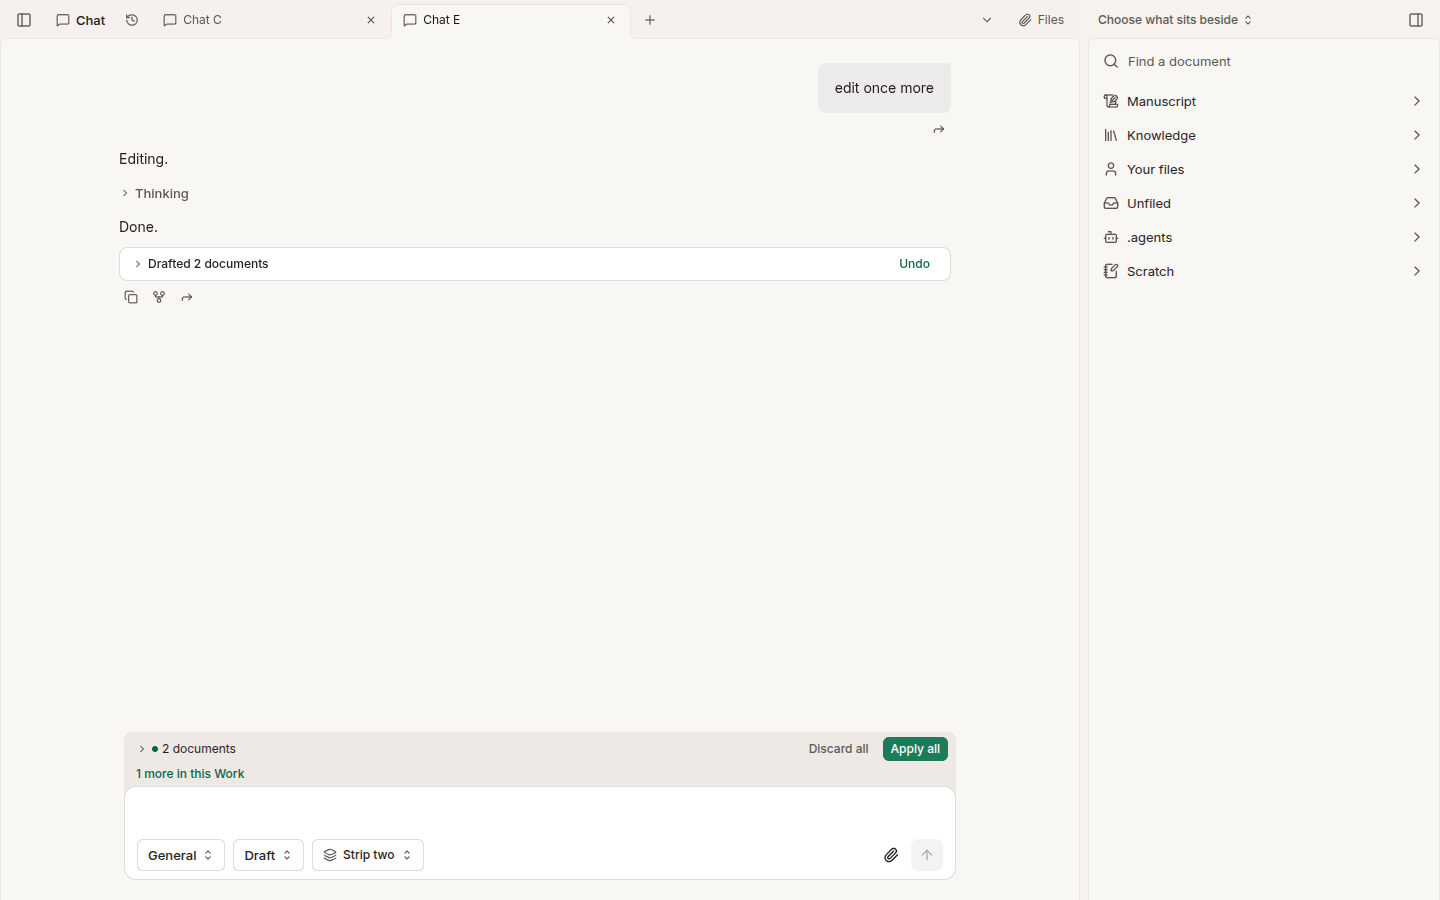 Chat
Chat C
Chat E
Files
Choose what sits beside
edit once more
Editing.
Thinking
Done.
Drafted 2 documents
Undo
2 documents
Discard all
Apply all
1 more in this Work
General
Draft
Strip two
Find a document
Manuscript
Knowledge
Your files
Unfiled
.agents
Scratch